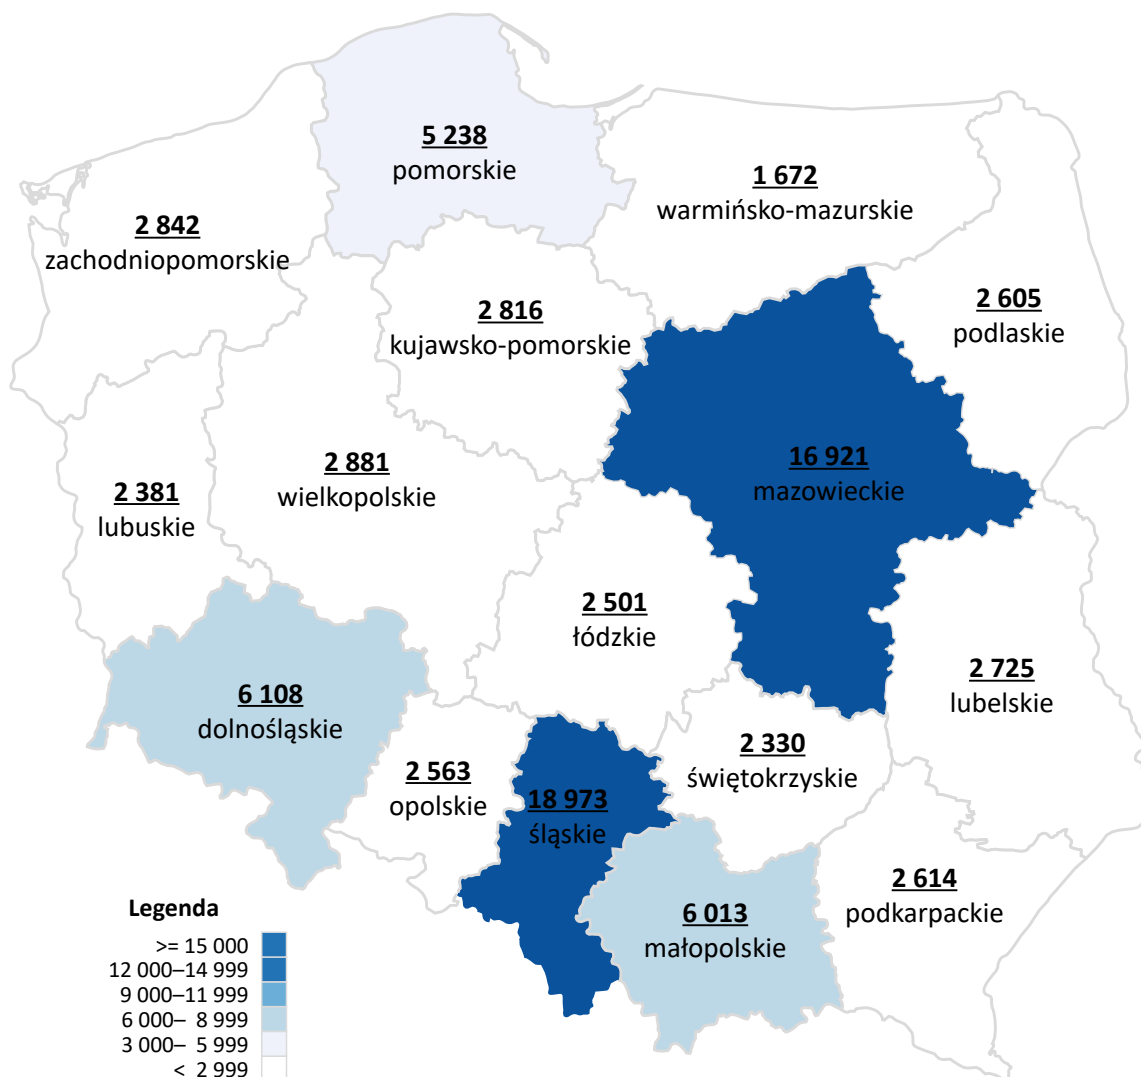 5 238
pomorskie
1 672
warmińsko-mazurskie
2 842
zachodniopomorskie
2 816
kujawsko-pomorskie
2 605
podlaskie
2 881
wielkopolskie
16 921
mazowieckie
2 381
lubuskie
2 501
łódzkie
2 725
lubelskie
6 108
dolnośląskie
2 330
świętokrzyskie
2 563
opolskie
18 973
śląskie
2 614
podkarpackie
6 013
małopolskie
Legenda
>= 15 000
12 000–14 999
9 000–11 999
6 000– 8 999
3 000– 5 999
< 2 999